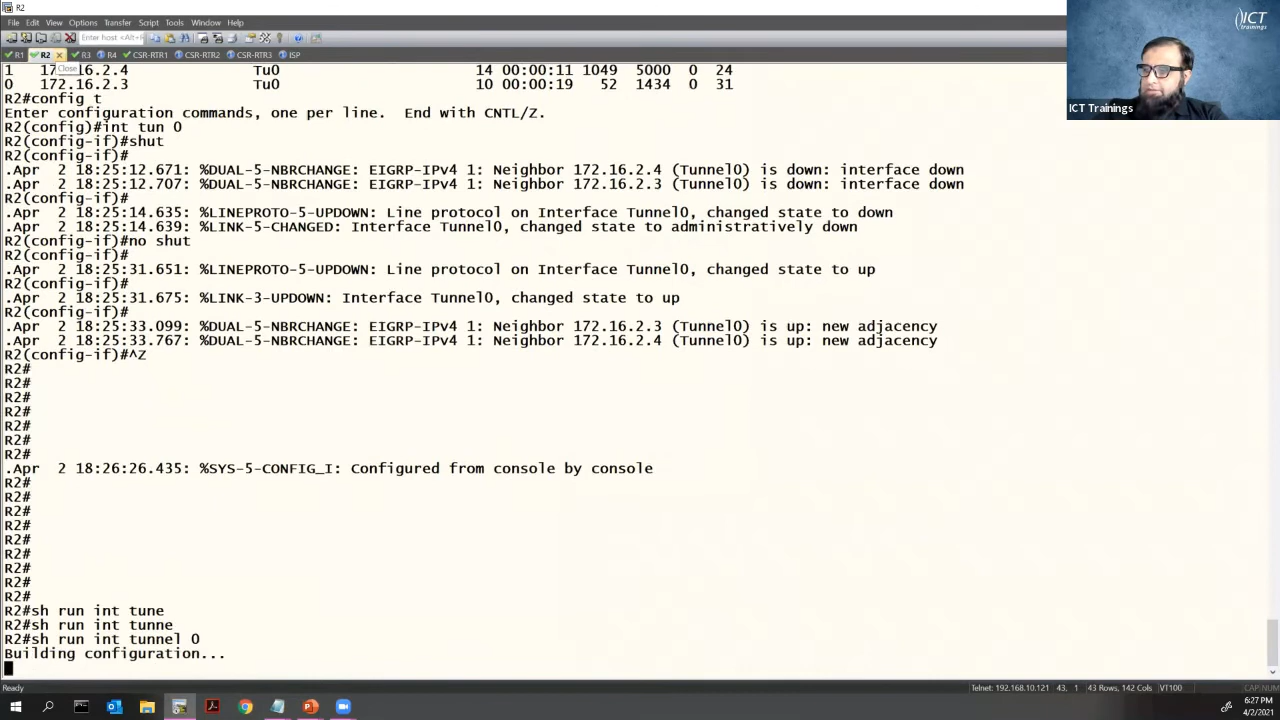 R2
File Edit View Options Transfer Script Tools Window Help
Enter host <Alt+R>
R1 R2 R3 R4 CSR-RTR1 CSR-RTR2 CSR-RTR3 ISP
Close
1 172.16.2.4 Tu0 14 00:00:11 1049 5000 0 24
0 172.16.2.3 Tu0 10 00:00:19 52 1434 0 31
R2#config t
Enter configuration commands, one per line. End with CNTL/Z.
R2(config)#int tun 0
R2(config-if)#shut
R2(config-if)#
.Apr 2 18:25:12.671: %DUAL-5-NBRCHANGE: EIGRP-IPv4 1: Neighbor 172.16.2.4 (Tunnel0) is down: interface down
.Apr 2 18:25:12.707: %DUAL-5-NBRCHANGE: EIGRP-IPv4 1: Neighbor 172.16.2.3 (Tunnel0) is down: interface down
R2(config-if)#
.Apr 2 18:25:14.635: %LINEPROTO-5-UPDOWN: Line protocol on Interface Tunnel0, changed state to down
.Apr 2 18:25:14.639: %LINK-5-CHANGED: Interface Tunnel0, changed state to administratively down
R2(config-if)#no shut
R2(config-if)#
.Apr 2 18:25:31.651: %LINEPROTO-5-UPDOWN: Line protocol on Interface Tunnel0, changed state to up
R2(config-if)#
.Apr 2 18:25:31.675: %LINK-3-UPDOWN: Interface Tunnel0, changed state to up
R2(config-if)#
.Apr 2 18:25:33.099: %DUAL-5-NBRCHANGE: EIGRP-IPv4 1: Neighbor 172.16.2.3 (Tunnel0) is up: new adjacency
.Apr 2 18:25:33.767: %DUAL-5-NBRCHANGE: EIGRP-IPv4 1: Neighbor 172.16.2.4 (Tunnel0) is up: new adjacency
R2(config-if)#^Z
R2#
R2#
R2#
R2#
R2#
R2#
R2#
.Apr 2 18:26:26.435: %SYS-5-CONFIG_I: Configured from console by console
R2#
R2#
R2#
R2#
R2#
R2#
R2#
R2#
R2#
R2#sh run int tune
R2#sh run int tunne
R2#sh run int tunnel 0
Building configuration...
ICT trainings
ICT Trainings
Ready
Telnet: 192.168.10.121 43, 1 43 Rows, 142 Cols VT100 CAP NUM
6:27 PM
4/2/2021